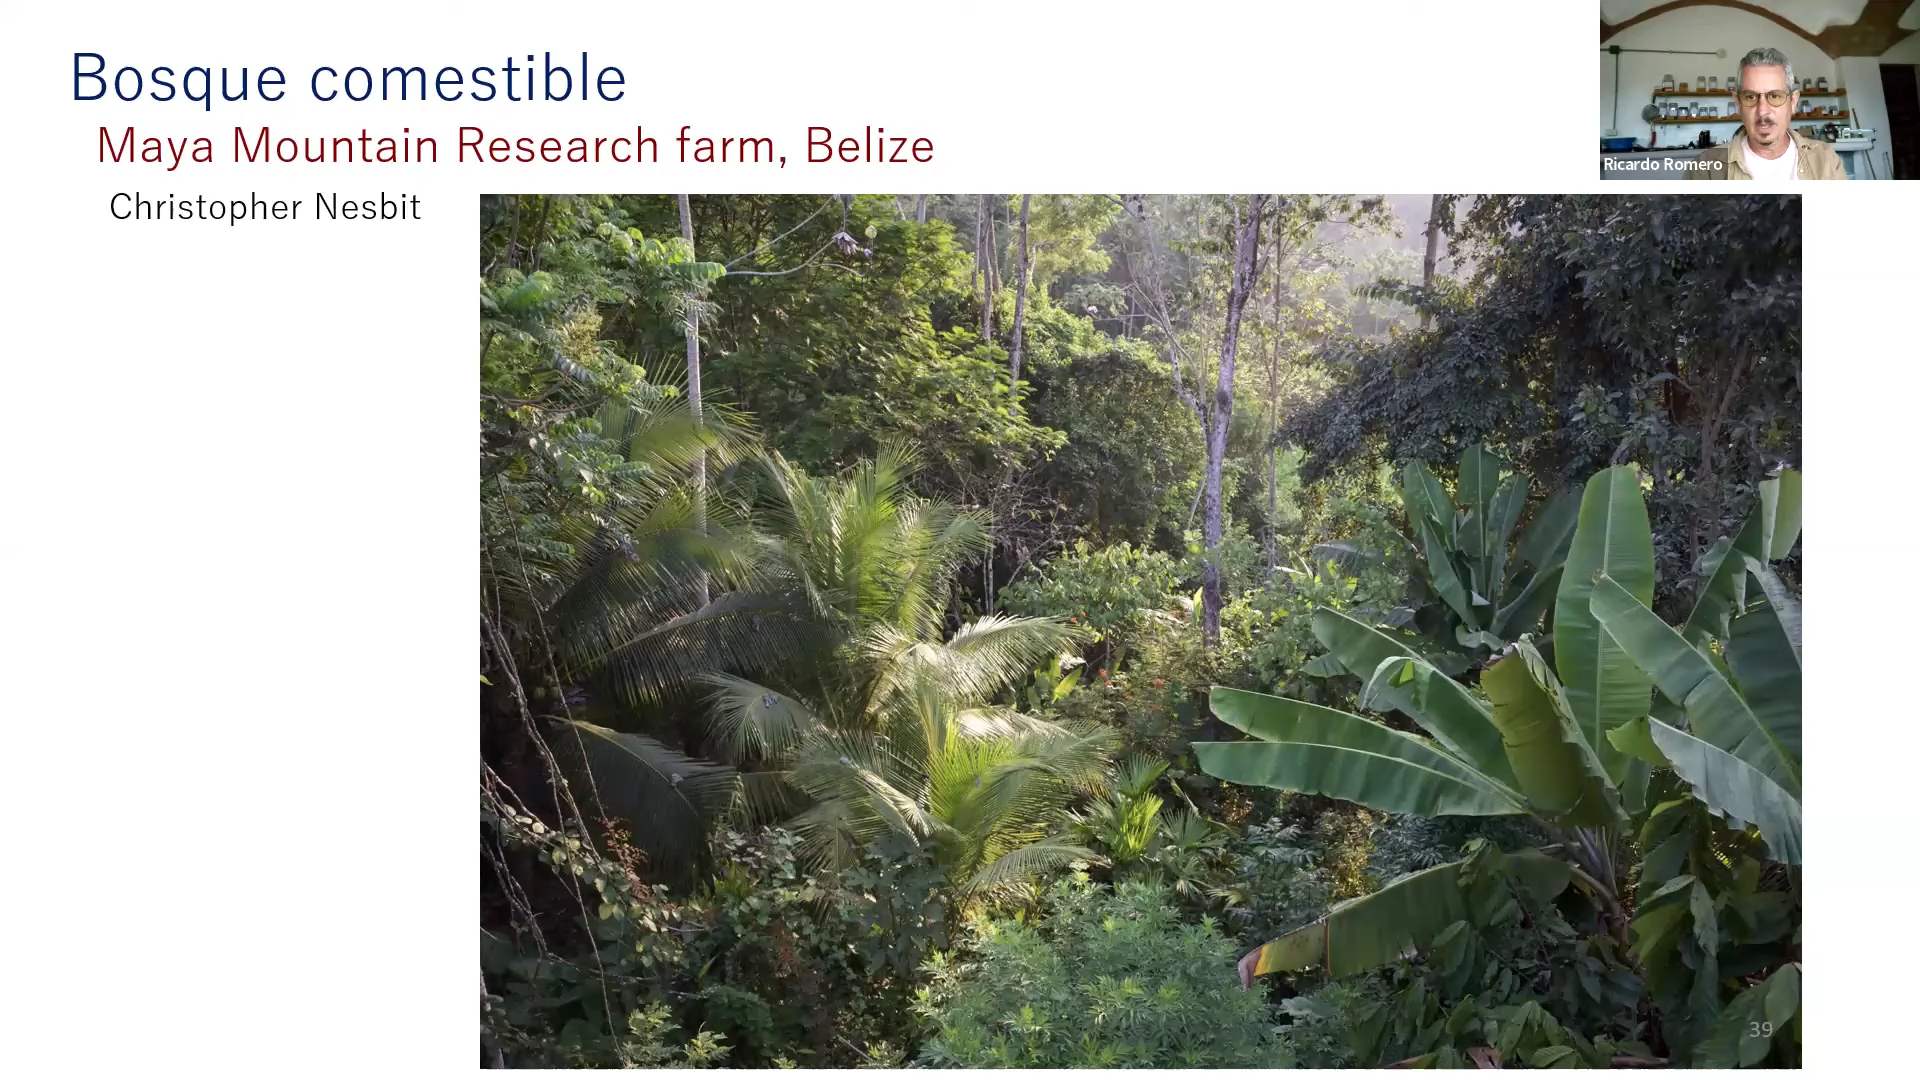 Bosque comestible
Maya Mountain Research farm, Belize
Christopher Nesbit
Ricardo Romero
39